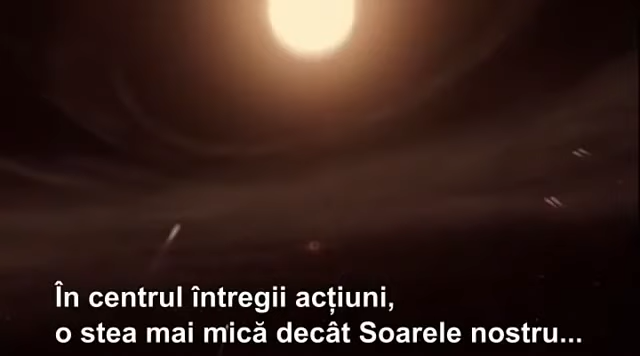 În centrul întregii acțiuni,
o stea mai mică decât Soarele nostru...